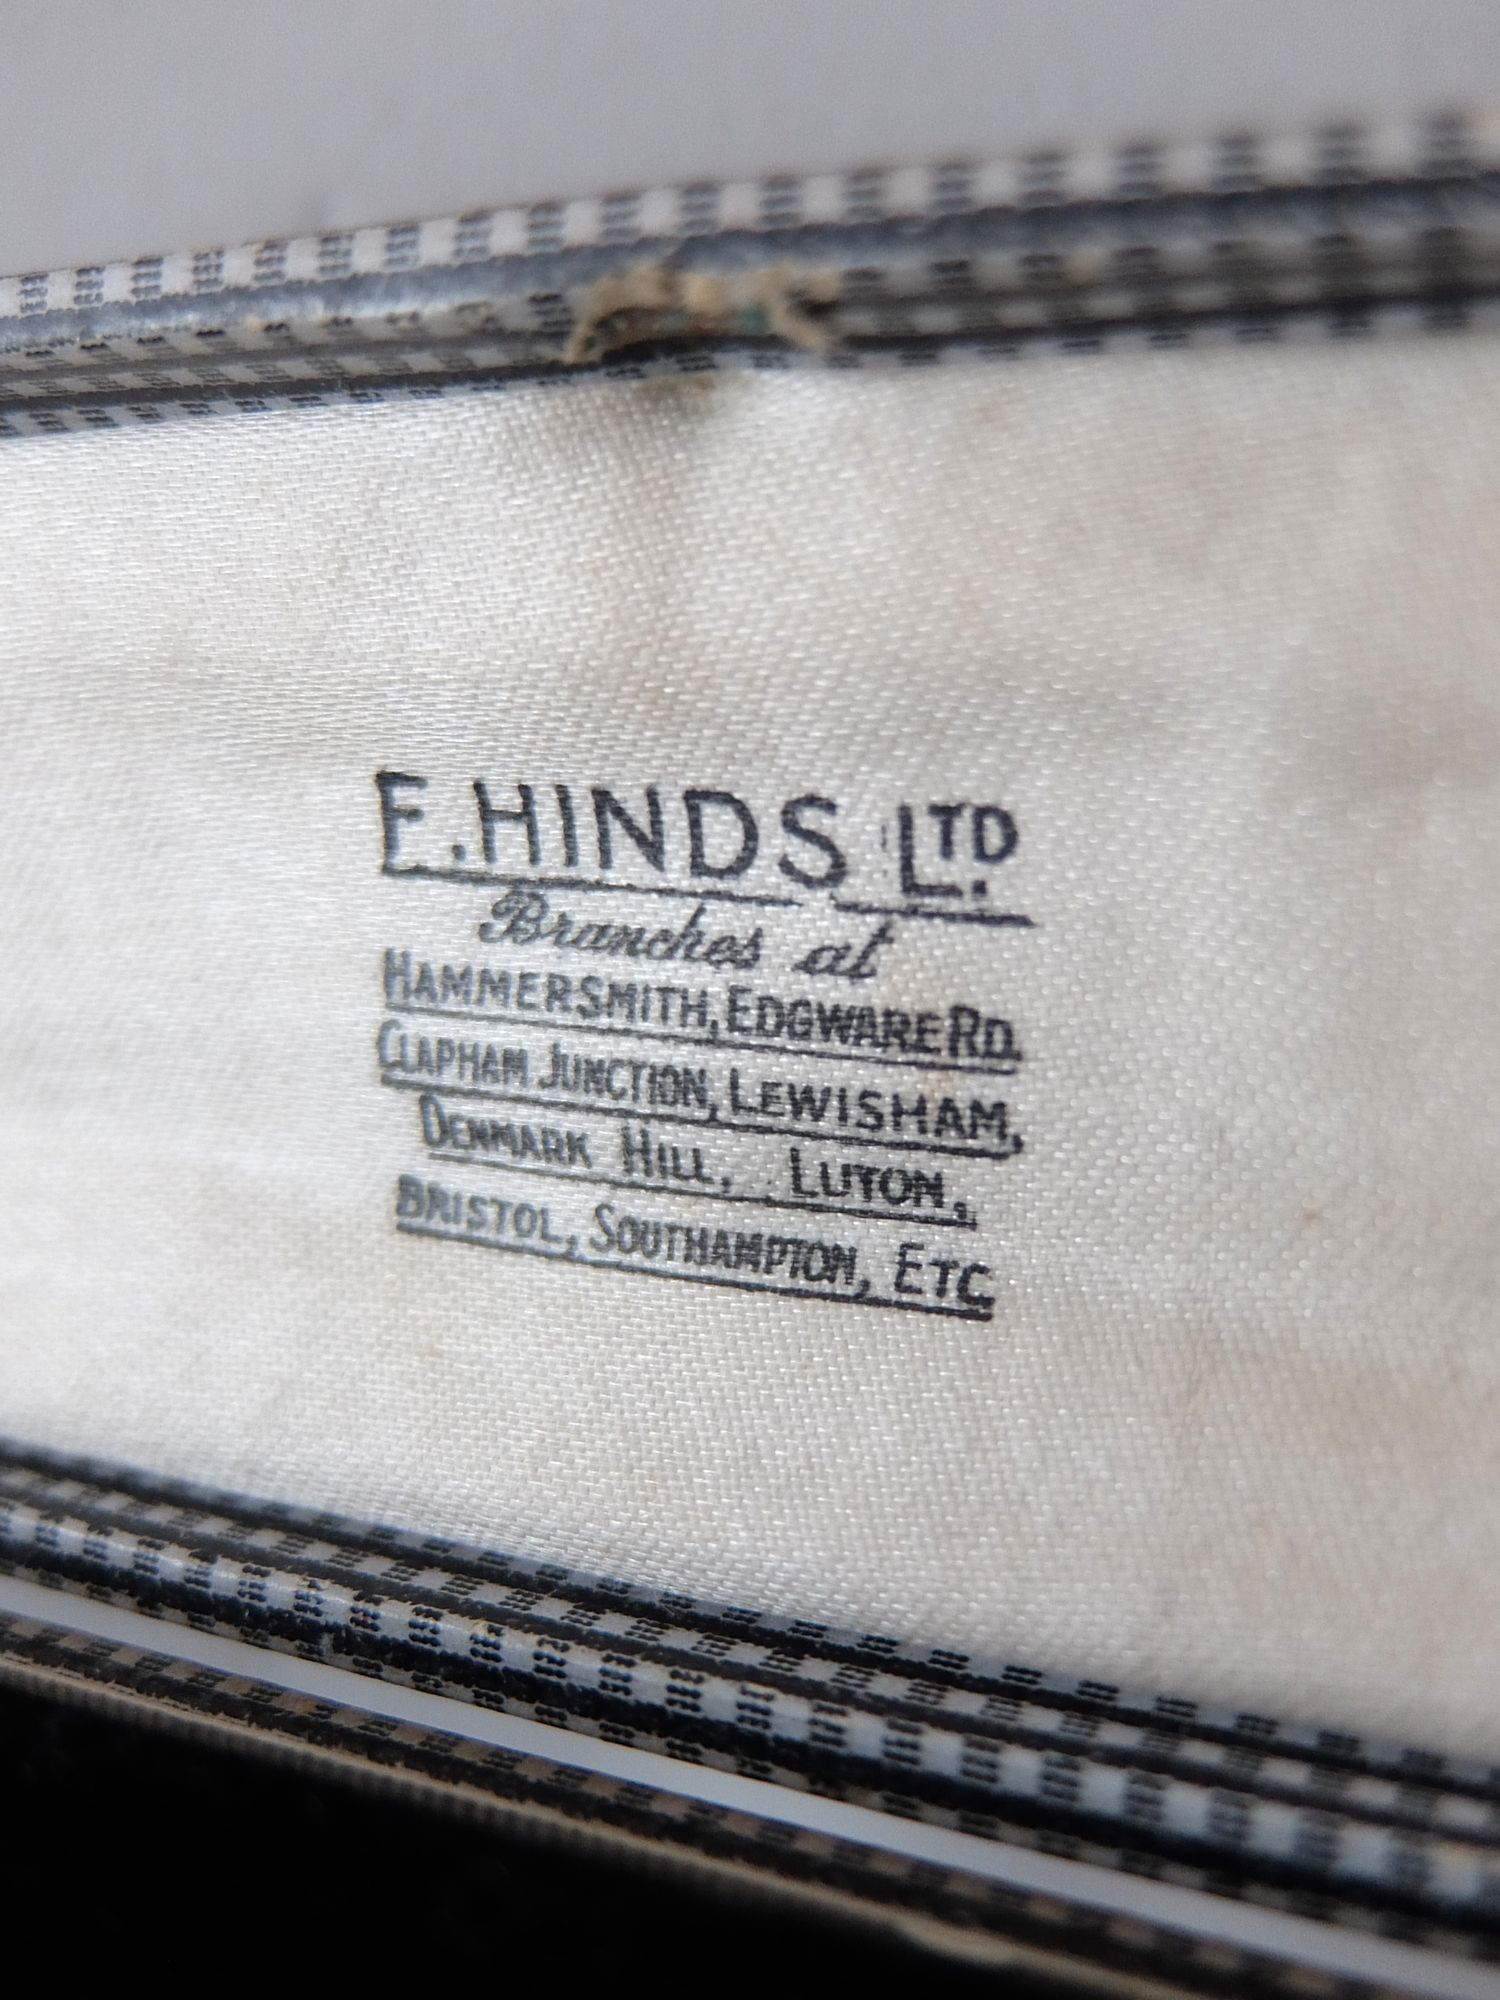 E. HINDS LTD.
Branches at
HAMMERSMITH, EDGWARE RD.
CLAPHAM JUNCTION, LEWISHAM,
DENMARK HILL, LUTON,
BRISTOL, SOUTHAMPTON, ETC